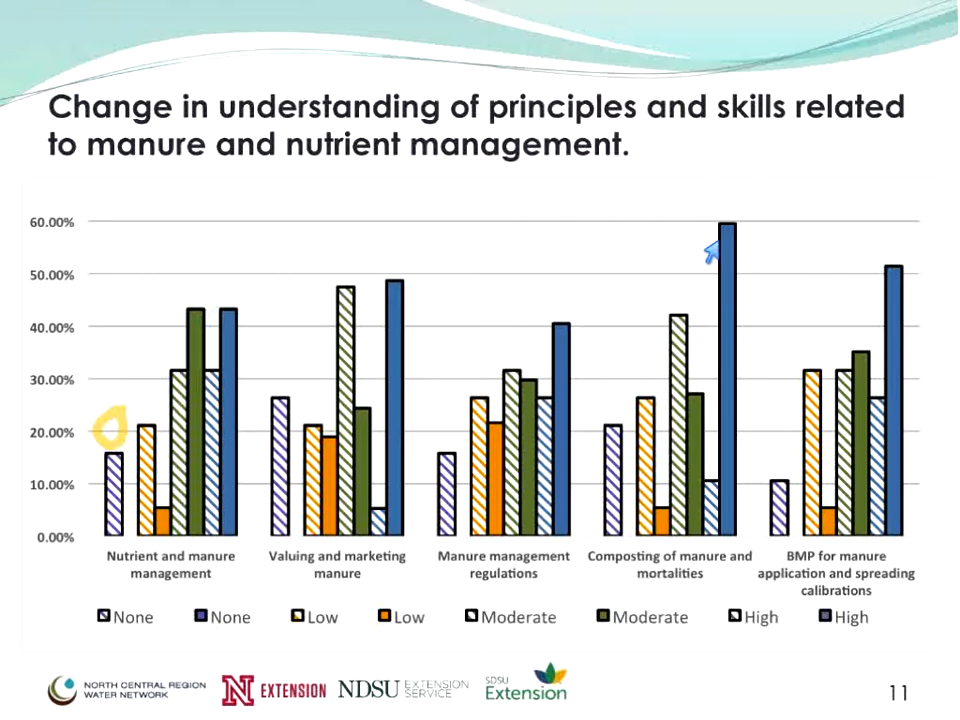 Change in understanding of principles and skills related
to manure and nutrient management.
60.00%
50.00%
40.00%
30.00%
20.00%
10.00%
0.00%
Nutrient and manure
management
Valuing and marketing
manure
Manure management
regulations
Composting of manure and
mortalities
BMP for manure
application and spreading
calibrations
None None Low Low Moderate Moderate High High
NORTH CENTRAL REGION
WATER NETWORK
N EXTENSION
NDSU EXTENSION
SERVICE
SDSU
Extension
11